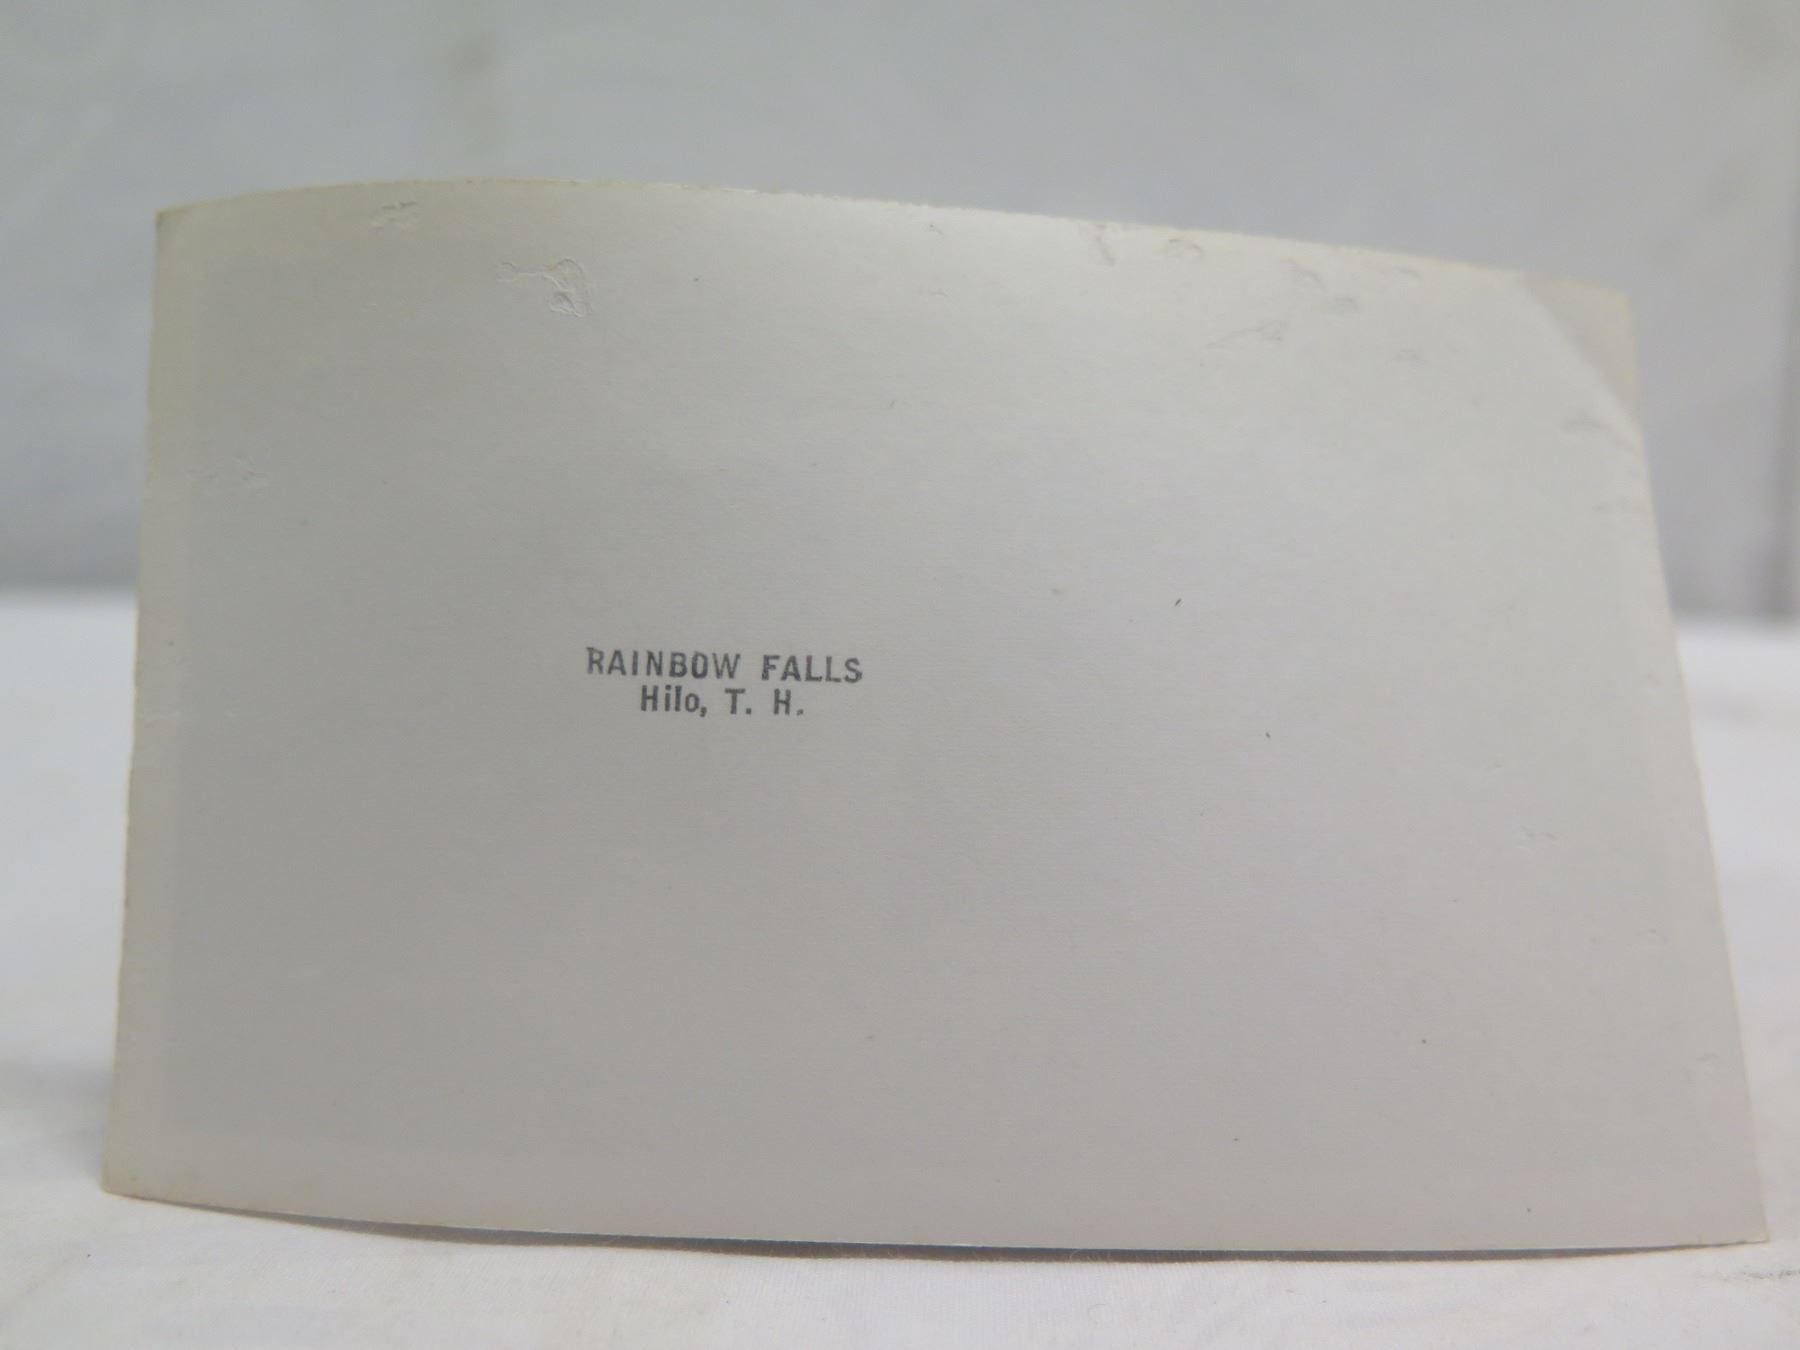 RAINBOW FALLS
Hilo, T. H.